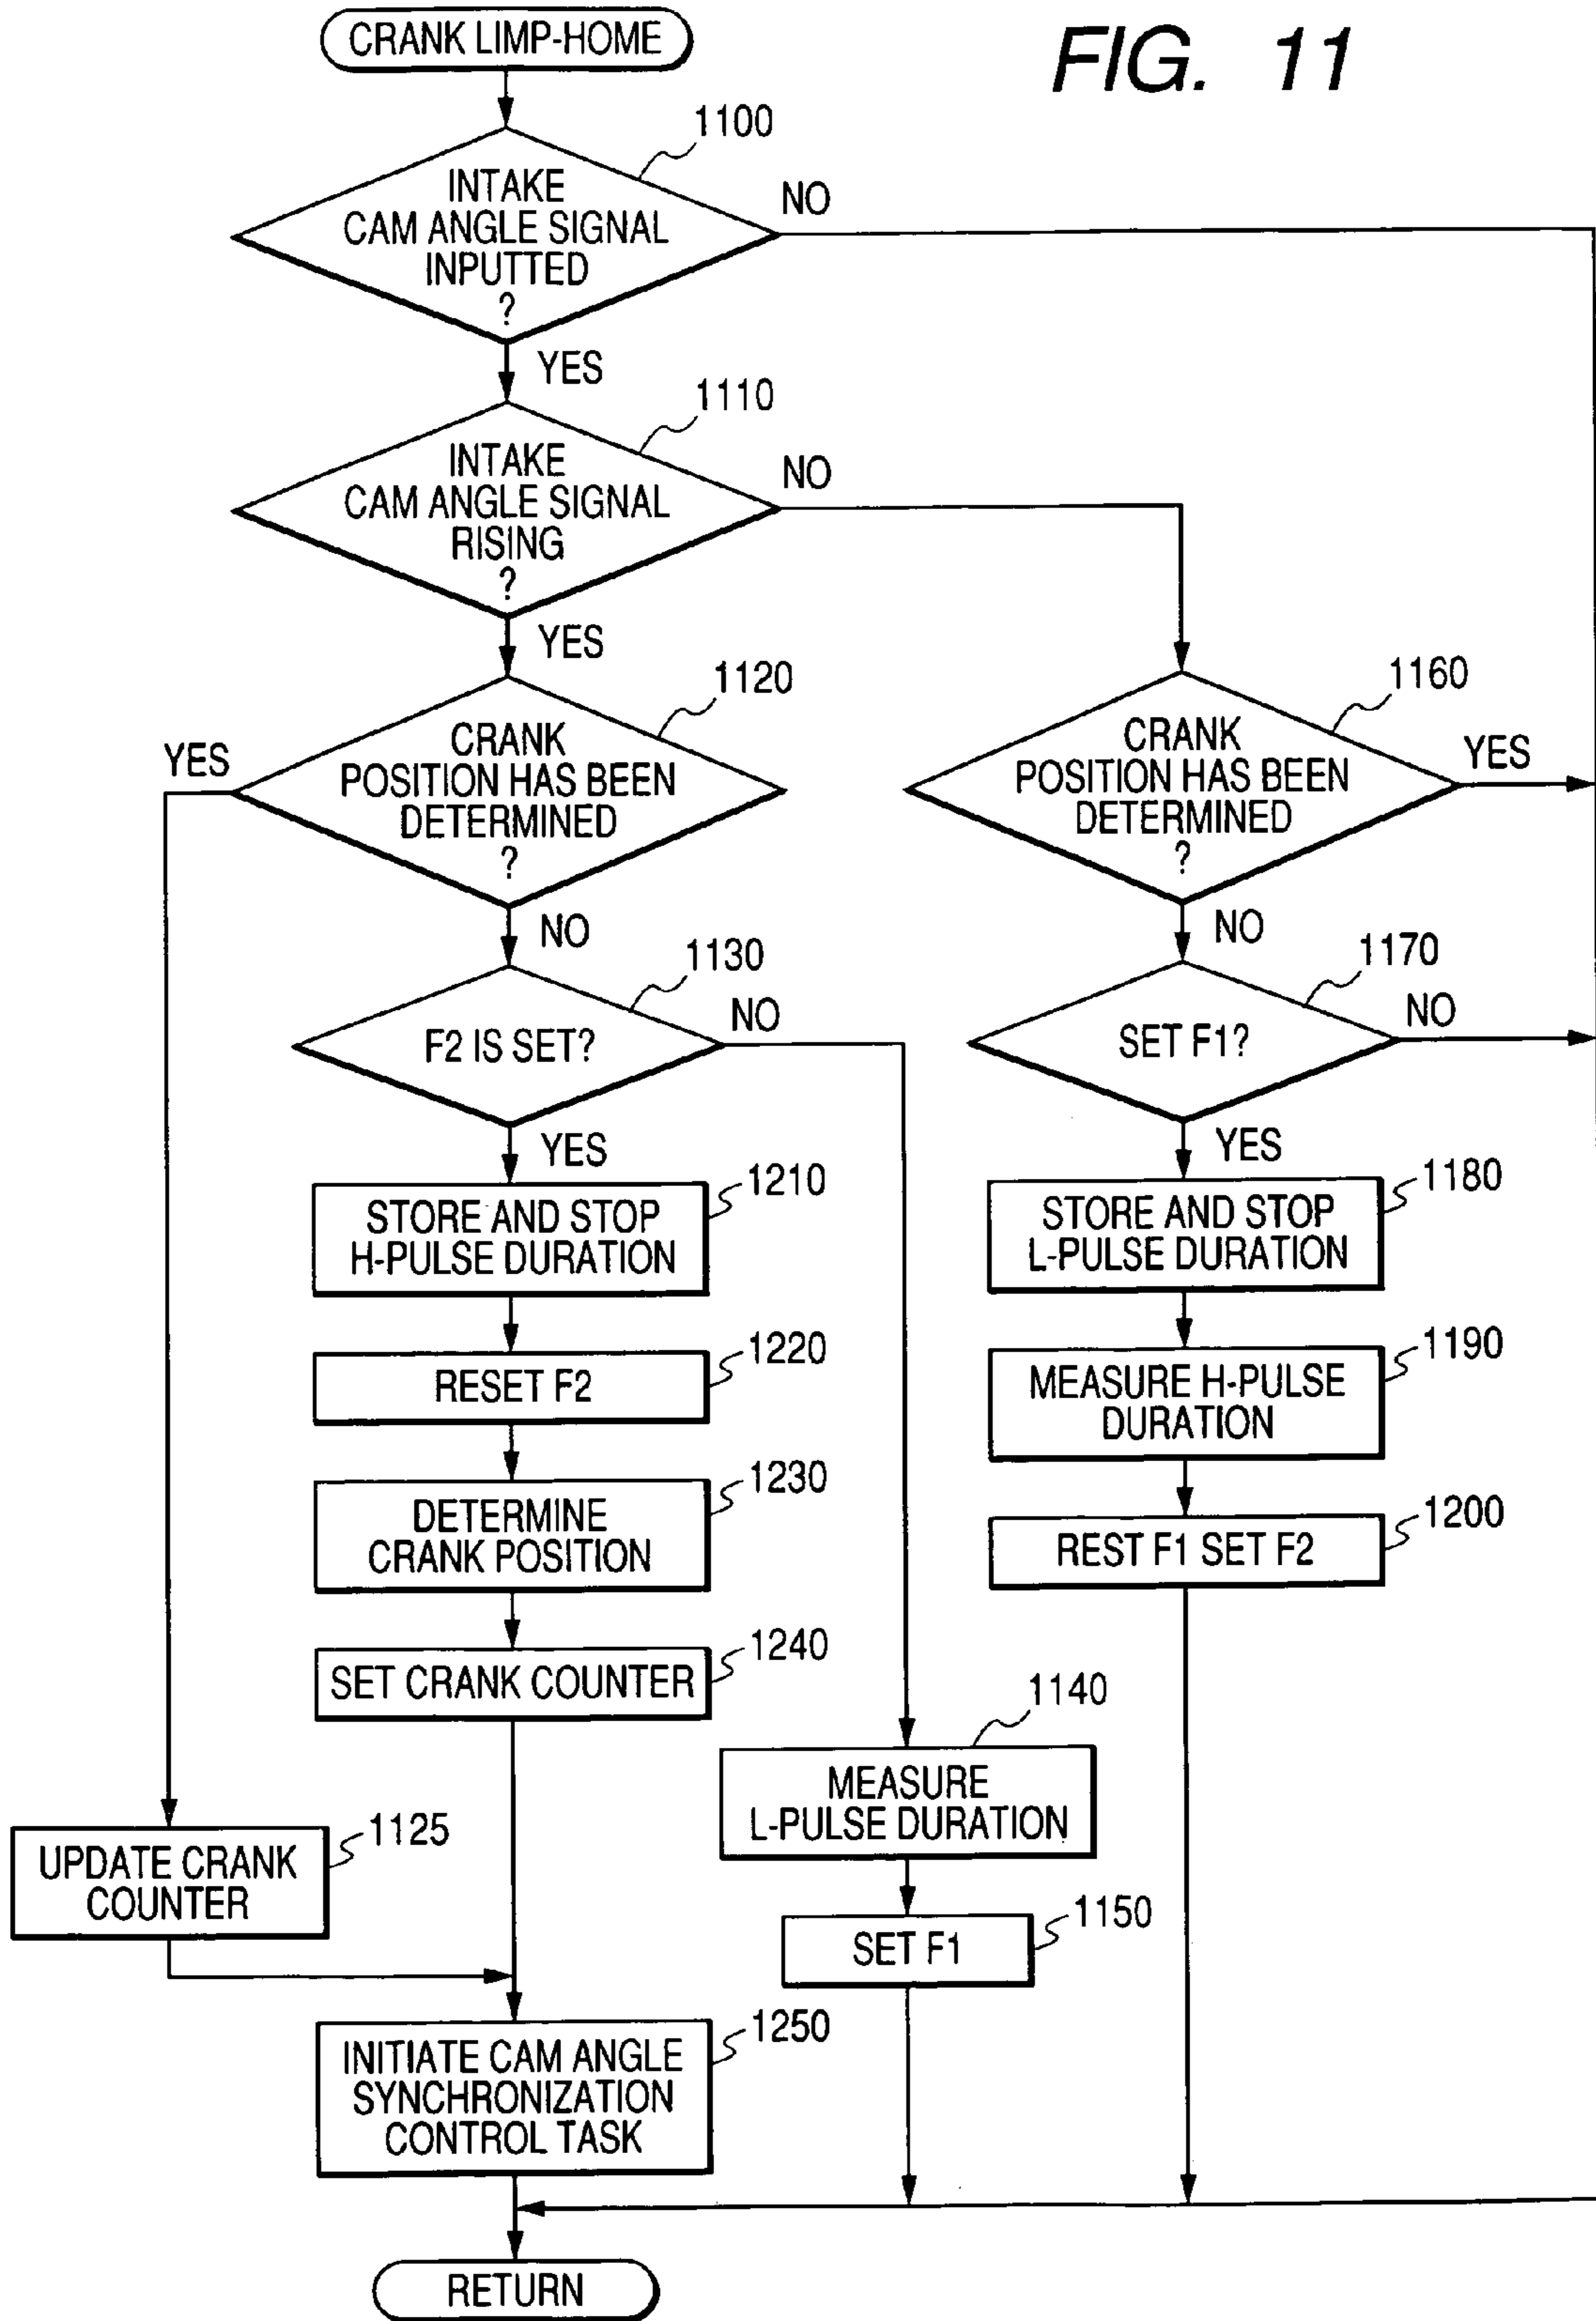 FIG. 11
CRANK LIMP-HOME
1100
INTAKE
CAM ANGLE SIGNAL
INPUTTED
?
NO
YES
1110
INTAKE
CAM ANGLE SIGNAL
RISING
?
NO
YES
1120
CRANK
POSITION HAS BEEN
DETERMINED
?
YES
NO
1160
CRANK
POSITION HAS BEEN
DETERMINED
?
YES
NO
1130
F2 IS SET?
NO
YES
1170
SET F1?
NO
YES
1210
STORE AND STOP
H-PULSE DURATION
1180
STORE AND STOP
L-PULSE DURATION
1220
RESET F2
1190
MEASURE H-PULSE
DURATION
1230
DETERMINE
CRANK POSITION
1200
REST F1 SET F2
1240
SET CRANK COUNTER
1140
MEASURE
L-PULSE DURATION
1125
UPDATE CRANK
COUNTER
1150
SET F1
1250
INITIATE CAM ANGLE
SYNCHRONIZATION
CONTROL TASK
RETURN